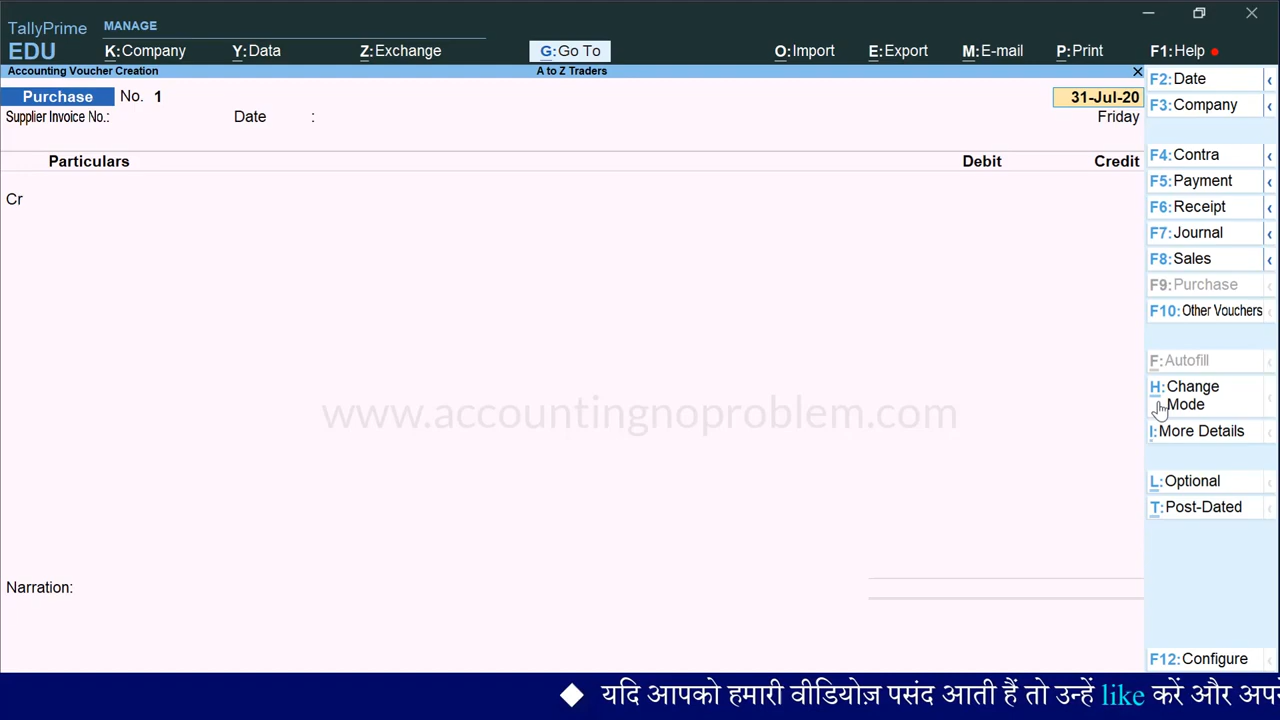 TallyPrime MANAGE
EDU K:Company Y:Data Z:Exchange G:Go To O:Import E:Export M:E-mail P:Print F1:Help
Accounting Voucher Creation A to Z Traders
Purchase No. 1 31-Jul-20
Supplier Invoice No.: Date : Friday
Particulars Debit Credit
Cr
www.accountingnoproblem.com
Narration:
F2:Date
F3:Company
F4:Contra
F5:Payment
F6:Receipt
F7:Journal
F8:Sales
F9:Purchase
F10:Other Vouchers
F:Autofill
H:Change
Mode
I:More Details
L:Optional
T:Post-Dated
F12:Configure
यदि आपको हमारी वीडियोज़ पसंद आती हैं तो उन्हें like करें और अपने